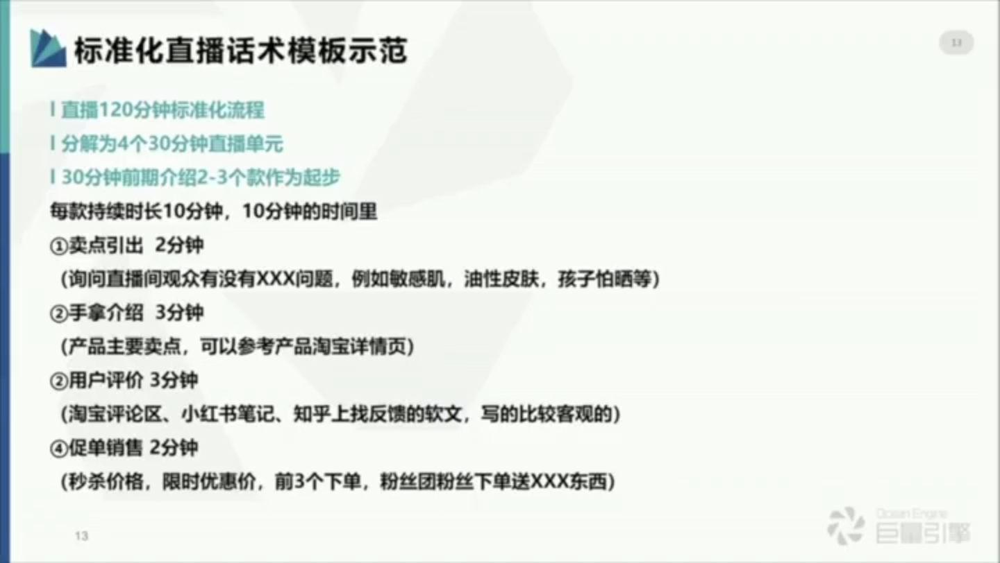 标准化直播话术模板示范
13
l 直播120分钟标准化流程
l 分解为4个30分钟直播单元
l 30分钟前期介绍2-3个款作为起步
每款持续时长10分钟，10分钟的时间里
①卖点引出 2分钟
（询问直播间观众有没有XXX问题，例如敏感肌，油性皮肤，孩子怕晒等）
②手拿介绍 3分钟
（产品主要卖点，可以参考产品淘宝详情页）
②用户评价 3分钟
（淘宝评论区、小红书笔记、知乎上找反馈的软文，写的比较客观的）
④促单销售 2分钟
（秒杀价格，限时优惠价，前3个下单，粉丝团粉丝下单送XXX东西）
Ocean Engine
巨量引擎
13